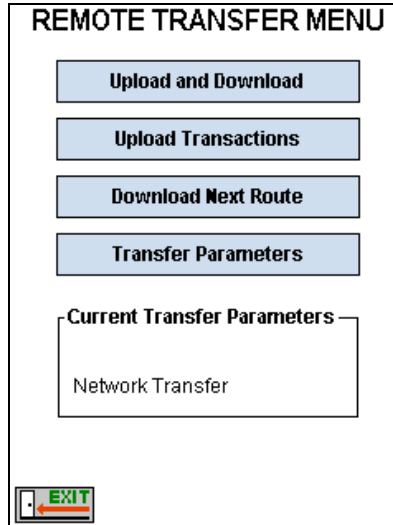 REMOTE TRANSFER MENU
Upload and Download
Upload Transactions
Download Next Route
Transfer Parameters
Current Transfer Parameters
Network Transfer
EXIT